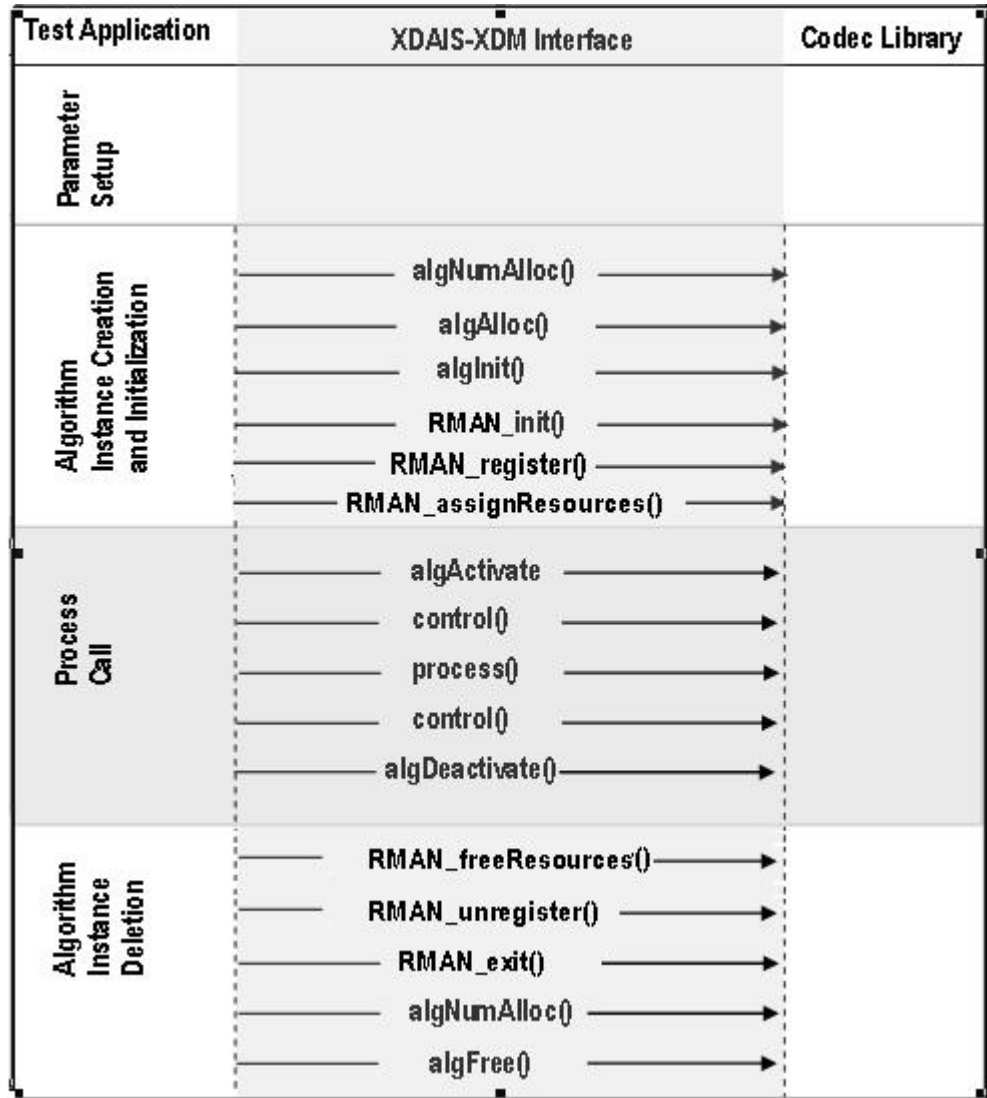 Test Application
XDAIS-XDM Interface
Codec Library
Parameter
Setup
Algorithm
Instance Creation
and Initialization
algNumAlloc()
algAlloc()
algInit()
RMAN_init()
RMAN_register()
RMAN_assignResources()
Process
Call
algActivate
control()
process()
control()
algDeactivate()
Algorithm
Instance
Deletion
RMAN_freeResources()
RMAN_unregister()
RMAN_exit()
algNumAlloc()
algFree()